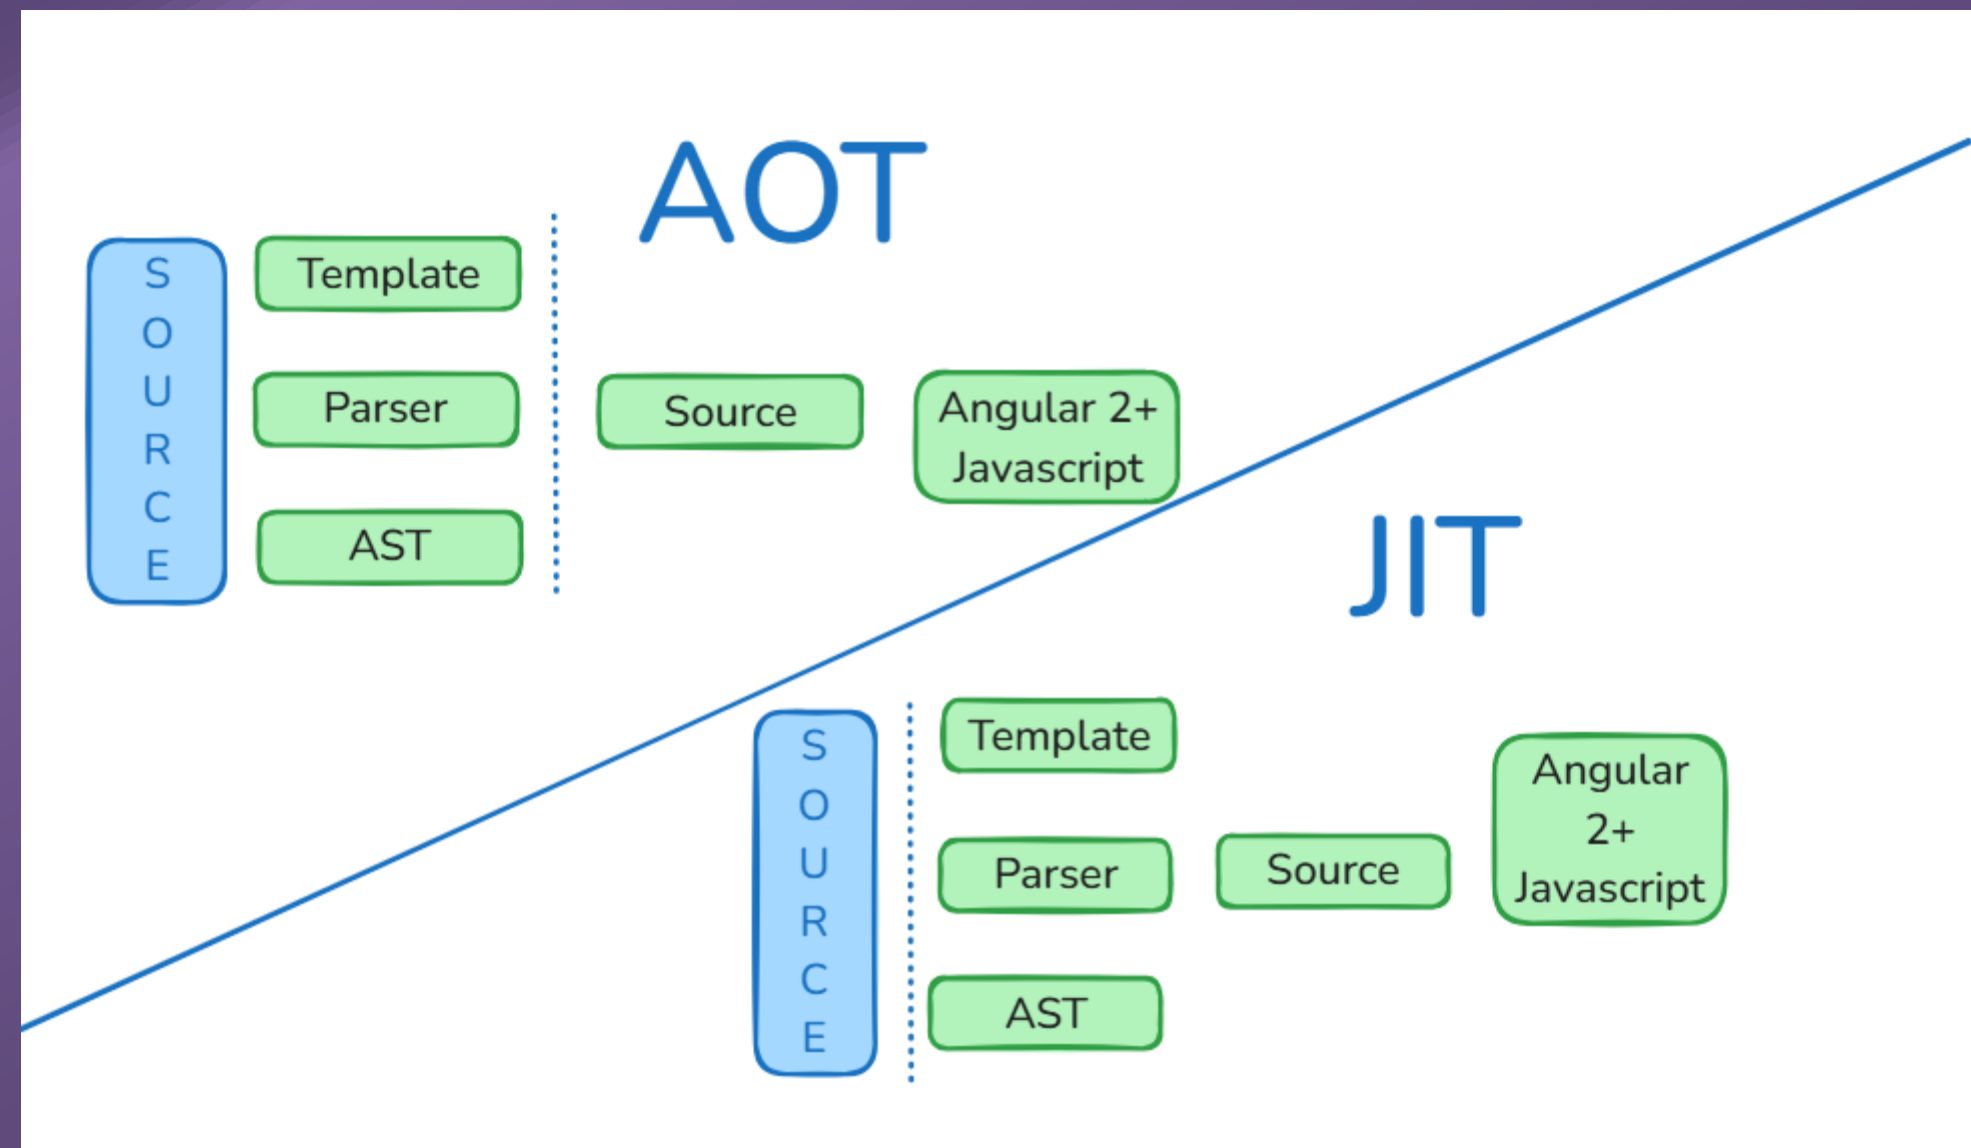 AOT
S
O
U
R
C
E
Template
Parser
AST
Source
Angular 2+
Javascript
JIT
S
O
U
R
C
E
Template
Parser
AST
Source
Angular
2+
Javascript